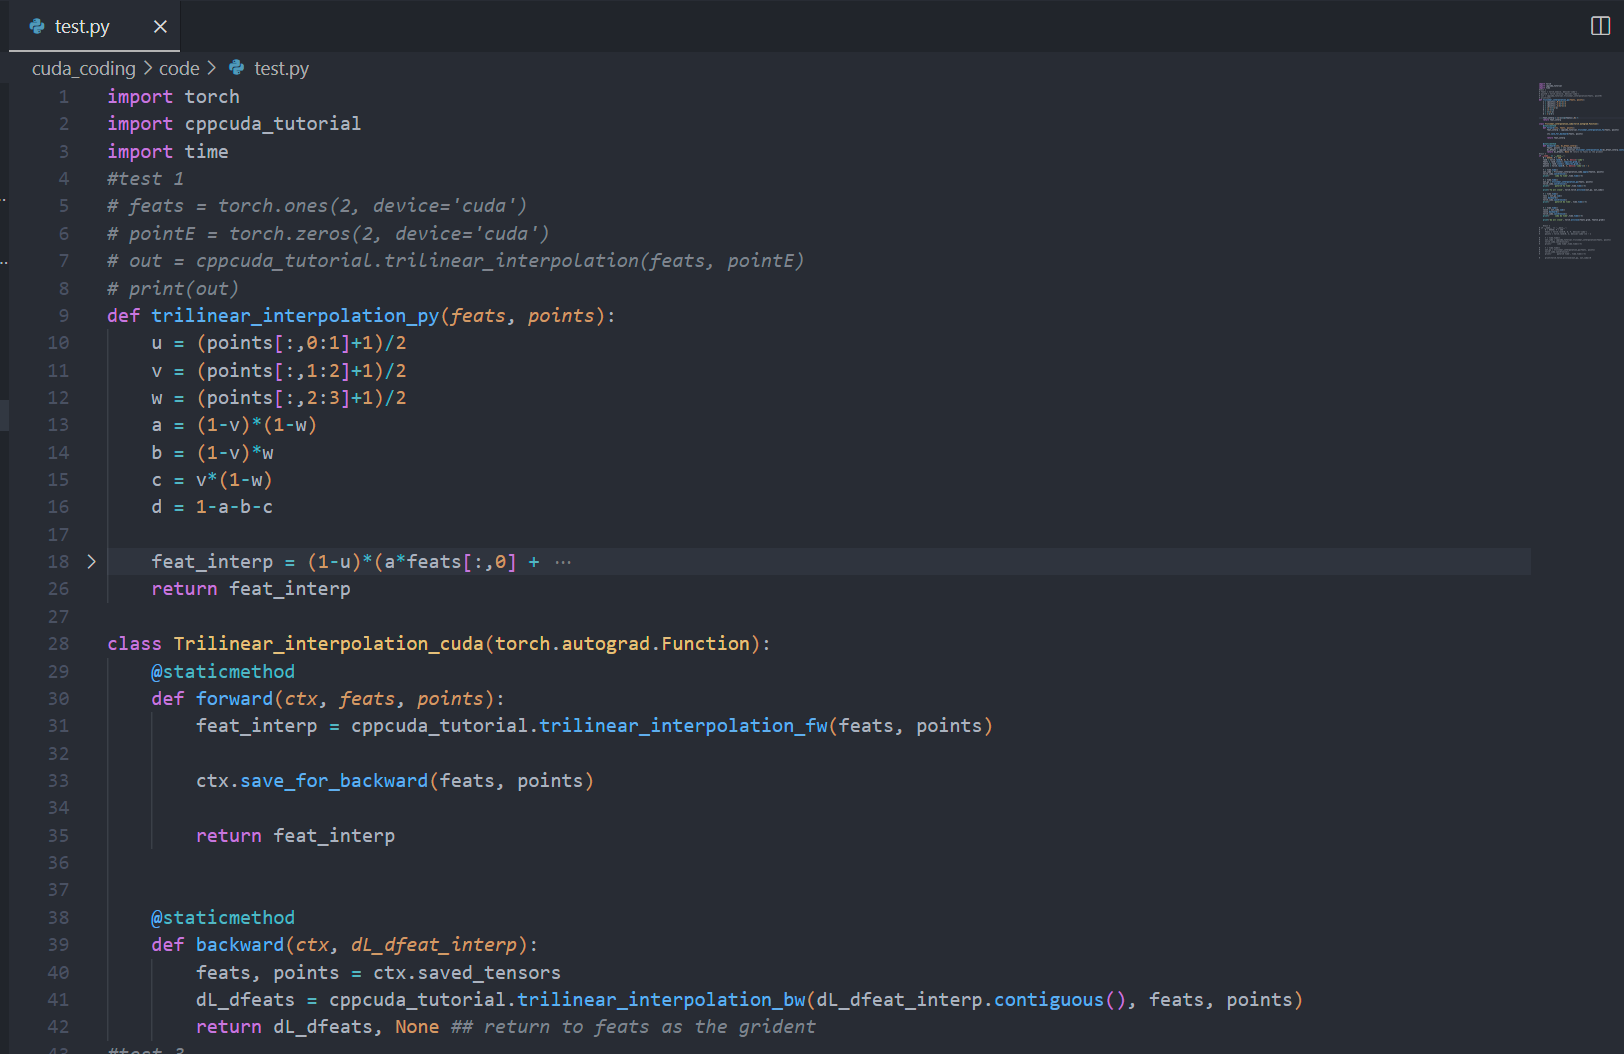 test.py
cuda_coding > code > test.py
1 import torch
2 import cppcuda_tutorial
3 import time
4 #test 1
5 # feats = torch.ones(2, device='cuda')
6 # pointE = torch.zeros(2, device='cuda')
7 # out = cppcuda_tutorial.trilinear_interpolation(feats, pointE)
8 # print(out)
9 def trilinear_interpolation_py(feats, points):
10     u = (points[:,0:1]+1)/2
11     v = (points[:,1:2]+1)/2
12     w = (points[:,2:3]+1)/2
13     a = (1-v)*(1-w)
14     b = (1-v)*w
15     c = v*(1-w)
16     d = 1-a-b-c
17
18     feat_interp = (1-u)*(a*feats[:,0] + ⋯
26     return feat_interp
27
28 class Trilinear_interpolation_cuda(torch.autograd.Function):
29     @staticmethod
30     def forward(ctx, feats, points):
31         feat_interp = cppcuda_tutorial.trilinear_interpolation_fw(feats, points)
32
33         ctx.save_for_backward(feats, points)
34
35         return feat_interp
36
37
38     @staticmethod
39     def backward(ctx, dL_dfeat_interp):
40         feats, points = ctx.saved_tensors
41         dL_dfeats = cppcuda_tutorial.trilinear_interpolation_bw(dL_dfeat_interp.contiguous(), feats, points)
42         return dL_dfeats, None ## return to feats as the grident